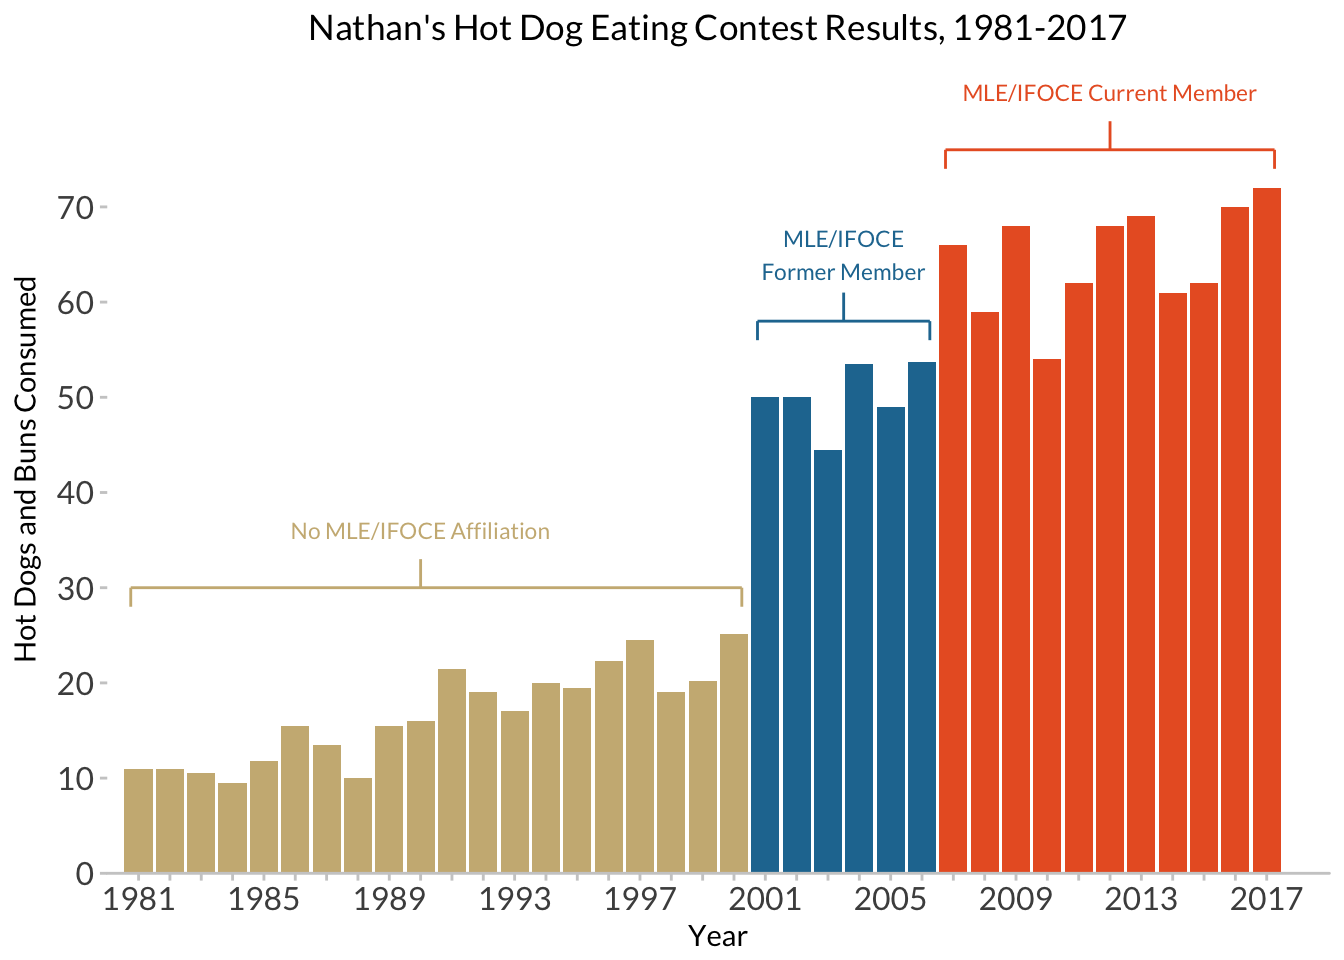 Nathan's Hot Dog Eating Contest Results, 1981-2017
MLE/IFOCE Current Member
MLE/IFOCE
Former Member
No MLE/IFOCE Affiliation
Hot Dogs and Buns Consumed
70
60
50
40
30
20
10
0
1981 1985 1989 1993 1997 2001 2005 2009 2013 2017
Year